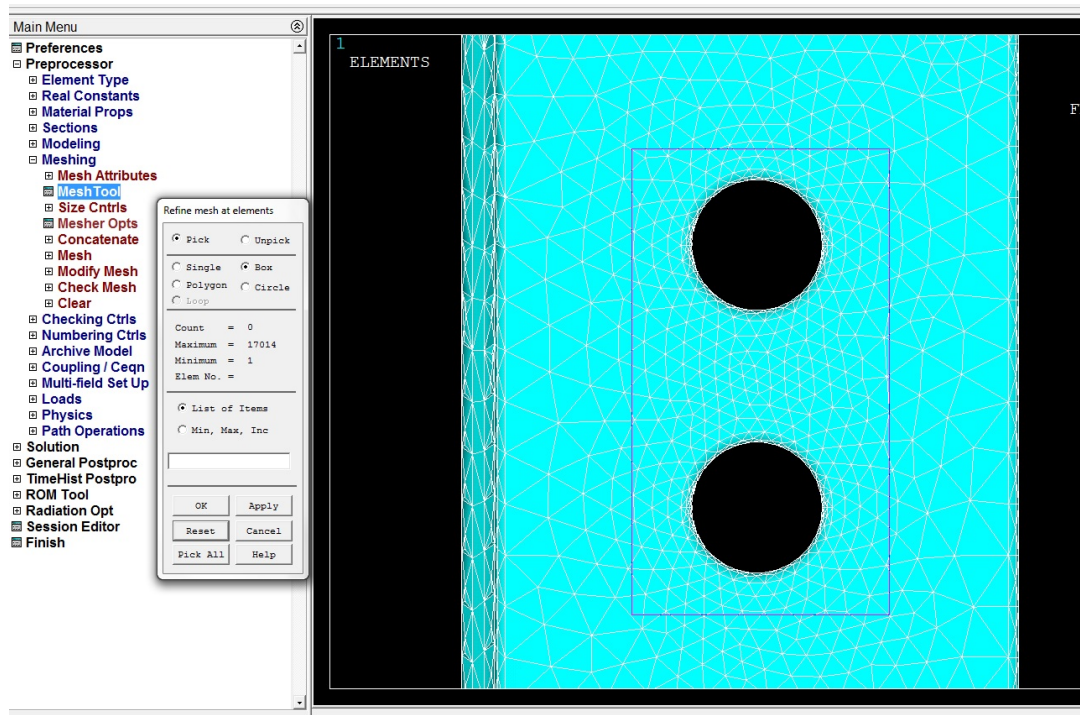 Main Menu
Preferences
Preprocessor
Element Type
Real Constants
Material Props
Sections
Modeling
Meshing
Mesh Attributes
MeshTool
Size Cntrls
Mesher Opts
Concatenate
Mesh
Modify Mesh
Check Mesh
Clear
Checking Ctrls
Numbering Ctrls
Archive Model
Coupling / Ceqn
Multi-field Set Up
Loads
Physics
Path Operations
Solution
General Postproc
TimeHist Postpro
ROM Tool
Radiation Opt
Session Editor
Finish
Refine mesh at elements
Pick Unpick
Single Box
Polygon Circle
Loop
Count = 0
Maximum = 17014
Minimum = 1
Elem No. =
List of Items
Min, Max, Inc
OK Apply
Reset Cancel
Pick All Help
1
ELEMENTS
F